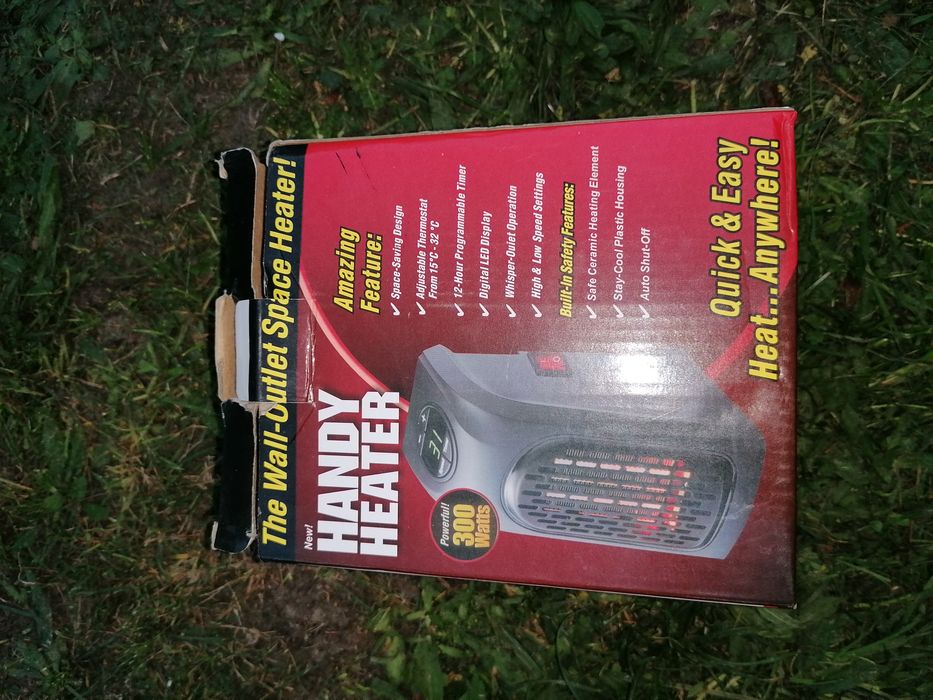 The Wall-Outlet Space Heater!
New!
HANDY
HEATER
Powerful!
300
Watts
31
Amazing
Feature:
✓ Space-Saving Design
✓ Adjustable Thermostat
From 15°C - 32 °C
✓ 12-Hour Programmable Timer
✓ Digital LED Display
✓ Whisper-Quiet Operation
✓ High & Low Speed Settings
Built-In Safety Features:
✓ Safe Ceramic Heating Element
✓ Stay-Cool Plastic Housing
✓ Auto Shut-Off
Quick & Easy
Heat...Anywhere!